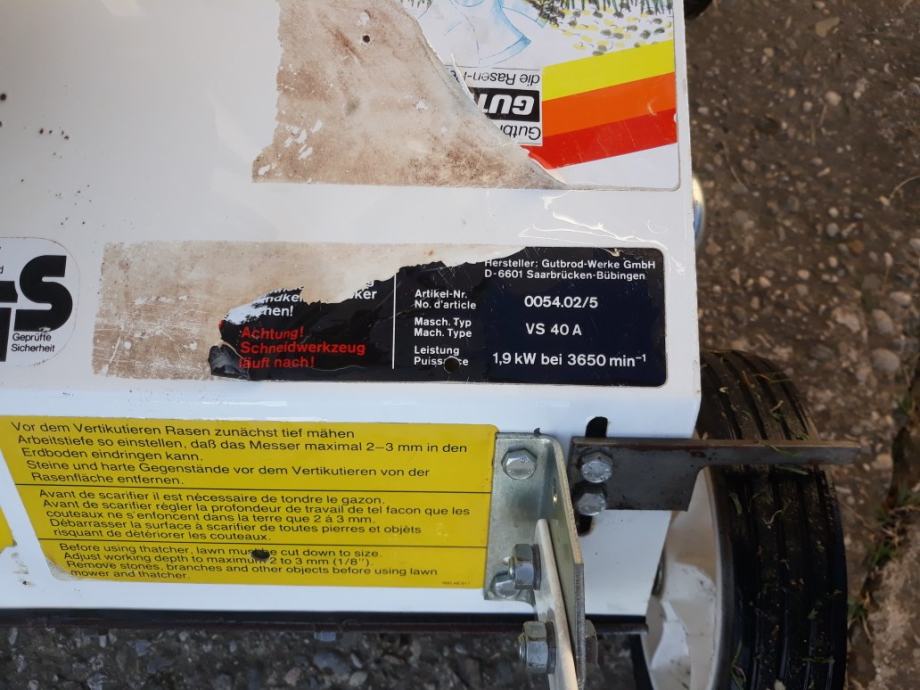 die Rasen-
GUT
Gutbr
GS
Geprüfte
Sicherheit
ker
hen!
Achtung!
Schneidwerkzeug
läuft nach!
Hersteller: Gutbrod-Werke GmbH
D-6601 Saarbrücken-Bübingen
Artikel-Nr. 0054.02/5
No. d'article
Masch. Typ VS 40 A
Mach. Type
Leistung 1,9 kW bei 3650 min⁻¹
Puissance
Vor dem Vertikutieren Rasen zunächst tief mähen
Arbeitstiefe so einstellen, daß das Messer maximal 2–3 mm in den
Erdboden eindringen kann.
Steine und harte Gegenstände vor dem Vertikutieren von der
Rasenfläche entfernen.
Avant de scarifier il est nécessaire de tondre le gazon.
Avant de scarifier régler la profondeur de travail de tel facon que les
couteaux ne s'enfoncent dans la terre que 2 à 3 mm.
Débarrasser la surface à scarifier de toutes pierres et objèts
risquant de détériorer les couteaux.
Before using thatcher, lawn must be cut down to size.
Adjust working depth to maximum 2 to 3 mm (1/8").
Remove stones, branches and other objects before using lawn
mower and thatcher.